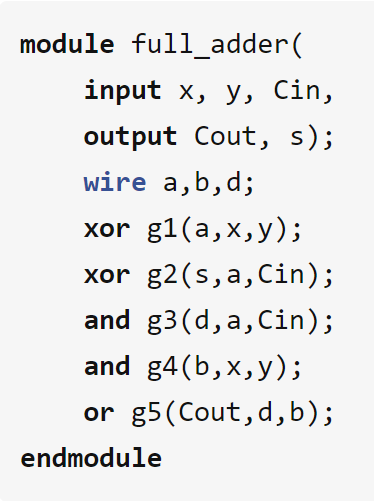 module full_adder(
input x, y, Cin,
output Cout, s);
wire a,b,d;
xor g1(a,x,y);
xor g2(s,a,Cin);
and g3(d,a,Cin);
and g4(b,x,y);
or g5(Cout,d,b);
endmodule